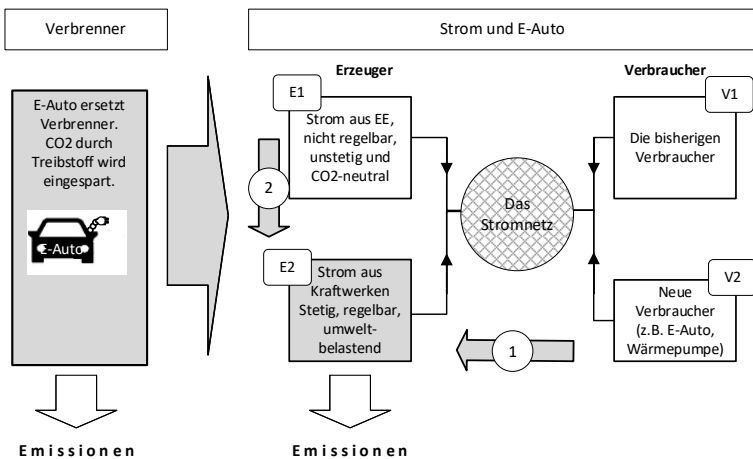 Verbrenner
Strom und E-Auto
E-Auto ersetzt
Verbrenner.
CO2 durch
Treibstoff wird
eingespart.
E-Auto
Emissionen
Erzeuger
Verbraucher
E1
Strom aus EE,
nicht regelbar,
unstetig und
CO2-neutral
2
E2
Strom aus
Kraftwerken
Stetig, regelbar,
umwelt-
belastend
Emissionen
Das
Stromnetz
1
V1
Die bisherigen
Verbraucher
V2
Neue
Verbraucher
(z.B. E-Auto,
Wärmepumpe)